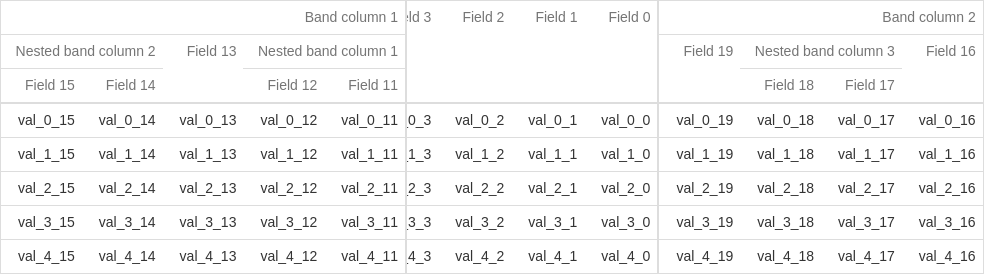 Band column 1 Field 2 Field 1 Field 0 Band column 2
Nested band column 2 Field 13 Nested band column 1 Field 19 Nested band column 3 Field 16
Field 15 Field 14 Field 12 Field 11 Field 18 Field 17
val_0_15 val_0_14 val_0_13 val_0_12 val_0_11 0_3 val_0_2 val_0_1 val_0_0 val_0_19 val_0_18 val_0_17 val_0_16
val_1_15 val_1_14 val_1_13 val_1_12 val_1_11 1_3 val_1_2 val_1_1 val_1_0 val_1_19 val_1_18 val_1_17 val_1_16
val_2_15 val_2_14 val_2_13 val_2_12 val_2_11 2_3 val_2_2 val_2_1 val_2_0 val_2_19 val_2_18 val_2_17 val_2_16
val_3_15 val_3_14 val_3_13 val_3_12 val_3_11 3_3 val_3_2 val_3_1 val_3_0 val_3_19 val_3_18 val_3_17 val_3_16
val_4_15 val_4_14 val_4_13 val_4_12 val_4_11 4_3 val_4_2 val_4_1 val_4_0 val_4_19 val_4_18 val_4_17 val_4_16